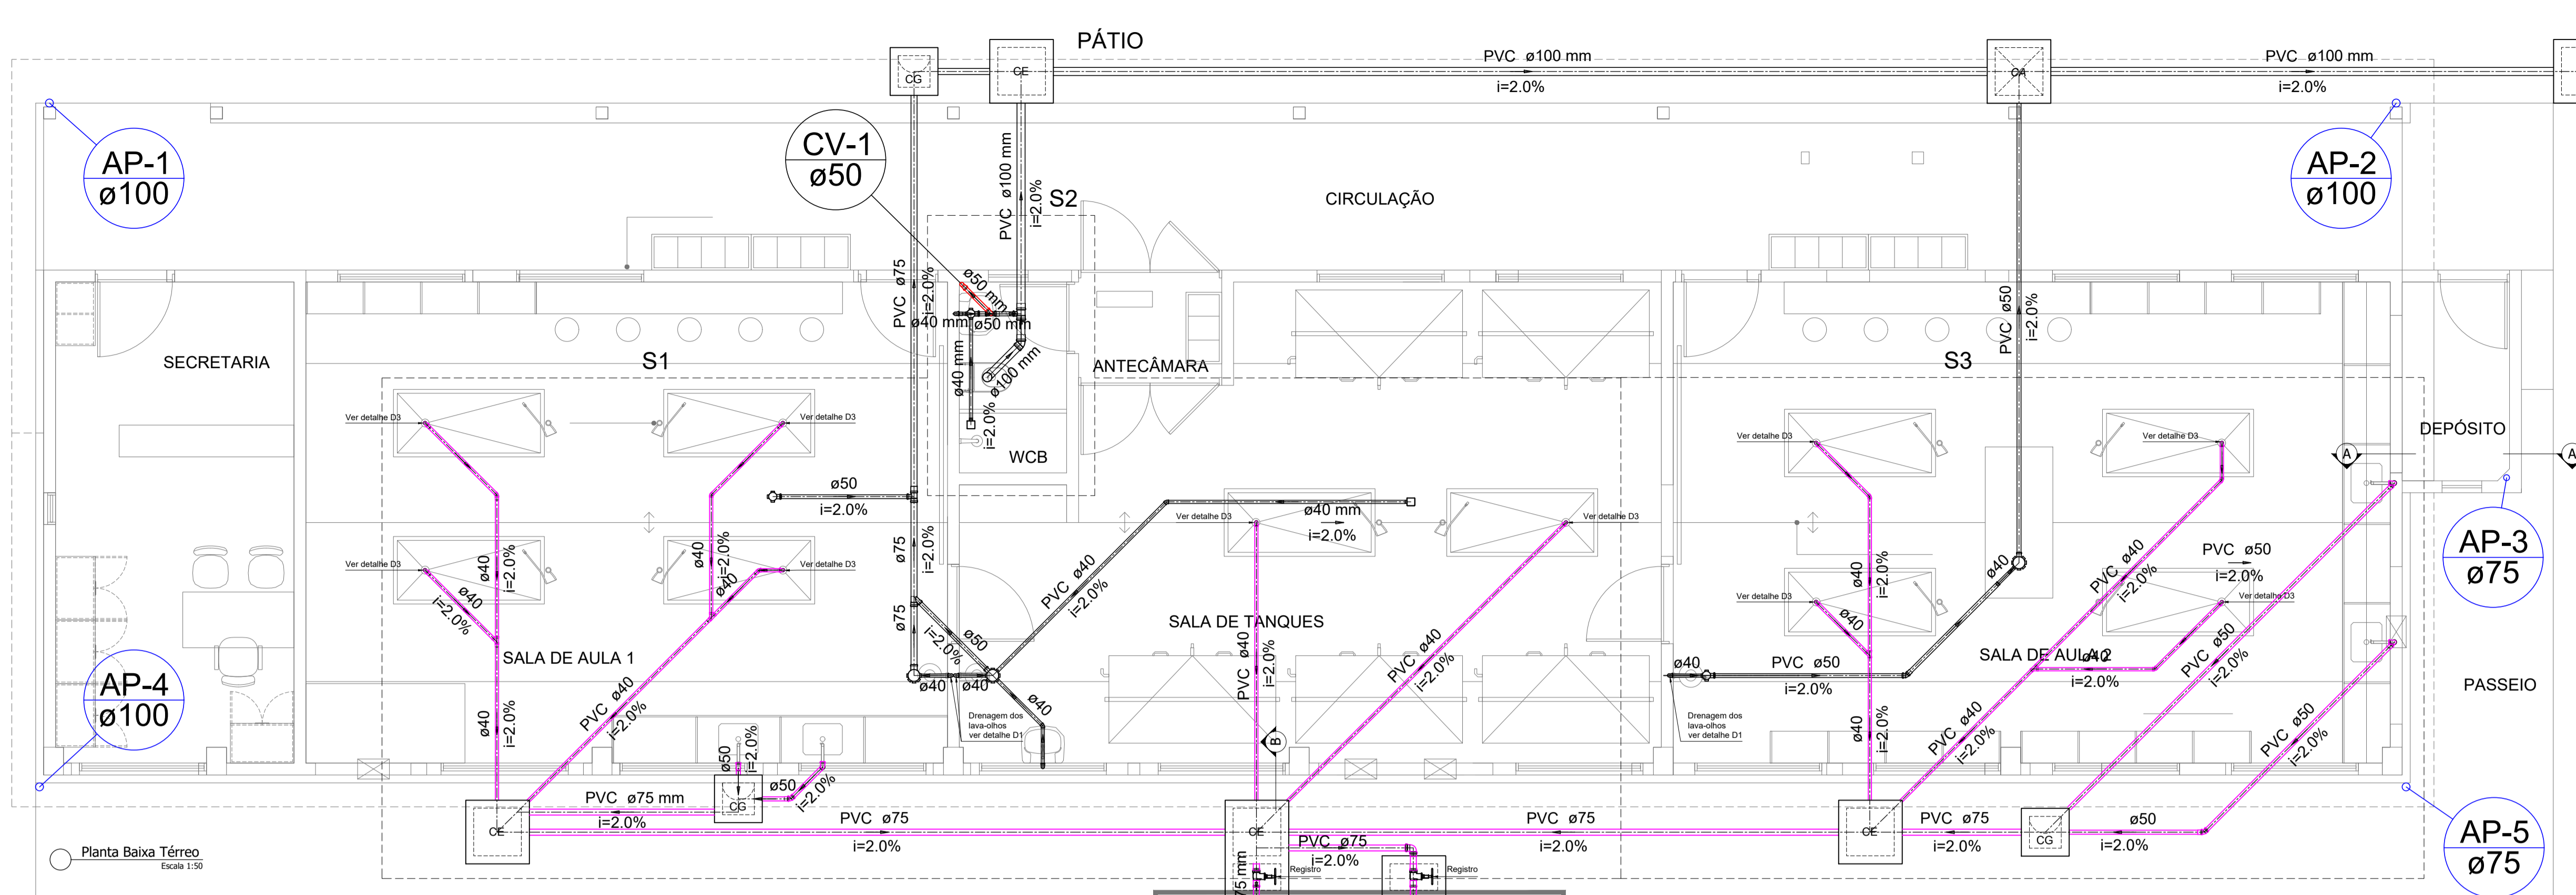 PÁTIO
PVC ø100 mm
i=2.0%
PVC ø100 mm
i=2.0%
CG
CE
CA
AP-1
ø100
CV-1
ø50
AP-2
ø100
PVC ø100 mm
i=2.0%
S2
CIRCULAÇÃO
PVC ø75
i=2.0%
ø50 mm
ø40 mm
ø50 mm
PVC ø50
i=2.0%
SECRETARIA
S1
ø40 mm
ø100 mm
i=2.0%
ANTECÂMARA
S3
Ver detalhe D3
Ver detalhe D3
WCB
Ver detalhe D3
Ver detalhe D3
DEPÓSITO
A
A
ø50
i=2.0%
ø40 mm
i=2.0%
Ver detalhe D3
Ver detalhe D3
AP-3
ø75
ø40
i=2.0%
ø40
i=2.0%
ø75
i=2.0%
PVC ø40
i=2.0%
ø40
i=2.0%
ø40
PVC ø40
i=2.0%
PVC ø50
i=2.0%
Ver detalhe D3
ø40
i=2.0%
ø40
Ver detalhe D3
Ver detalhe D3
ø40
Ver detalhe D3
ø75
ø50
i=2.0%
SALA DE TANQUES
PVC ø40
i=2.0%
PVC ø40
i=2.0%
PVC ø50
i=2.0%
SALA DE AULA 1
SALA DE AULA 2
ø40
i=2.0%
AP-4
ø100
ø40
ø40
ø40
ø40
PVC ø50
i=2.0%
PASSEIO
ø40
i=2.0%
PVC ø40
i=2.0%
Drenagem dos
lava-olhos
ver detalhe D1
Drenagem dos
lava-olhos
ver detalhe D1
B
ø40
i=2.0%
PVC ø40
i=2.0%
PVC ø50
i=2.0%
ø50
i=2.0%
ø50
i=2.0%
CG
PVC ø75 mm
i=2.0%
CE
PVC ø75
i=2.0%
CE
PVC ø75
i=2.0%
PVC ø75
i=2.0%
CE
PVC ø75
i=2.0%
CG
ø50
i=2.0%
AP-5
ø75
Planta Baixa Térreo
Escala 1:50
75 mm
Registro
Registro